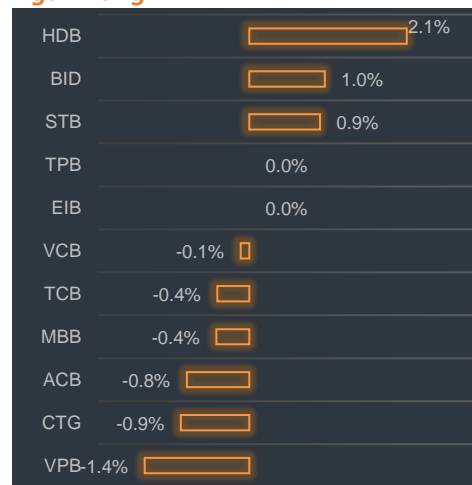 HDB 2.1%
BID 1.0%
STB 0.9%
TPB 0.0%
EIB 0.0%
VCB -0.1%
TCB -0.4%
MBB -0.4%
ACB -0.8%
CTG -0.9%
VPB -1.4%